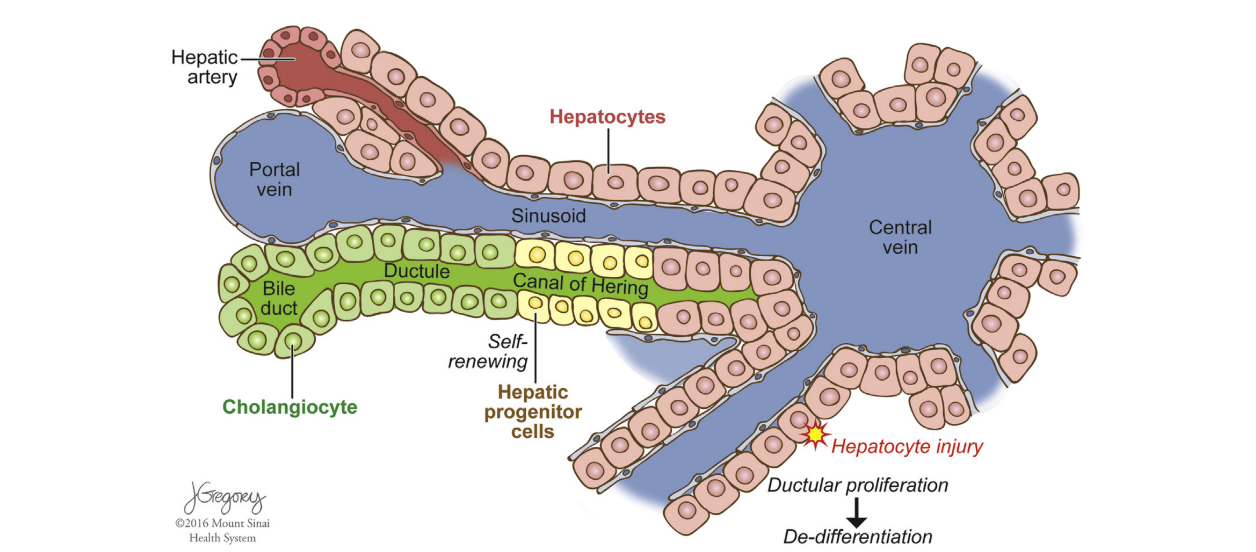 Hepatic
artery
Hepatocytes
Portal
vein
Sinusoid
Central
vein
Ductule
Canal of Hering
Bile
duct
Self-
renewing
Hepatic
progenitor
cells
Cholangiocyte
Hepatocyte injury
Ductular proliferation
De-differentiation
JGregory
©2016 Mount Sinai
Health System